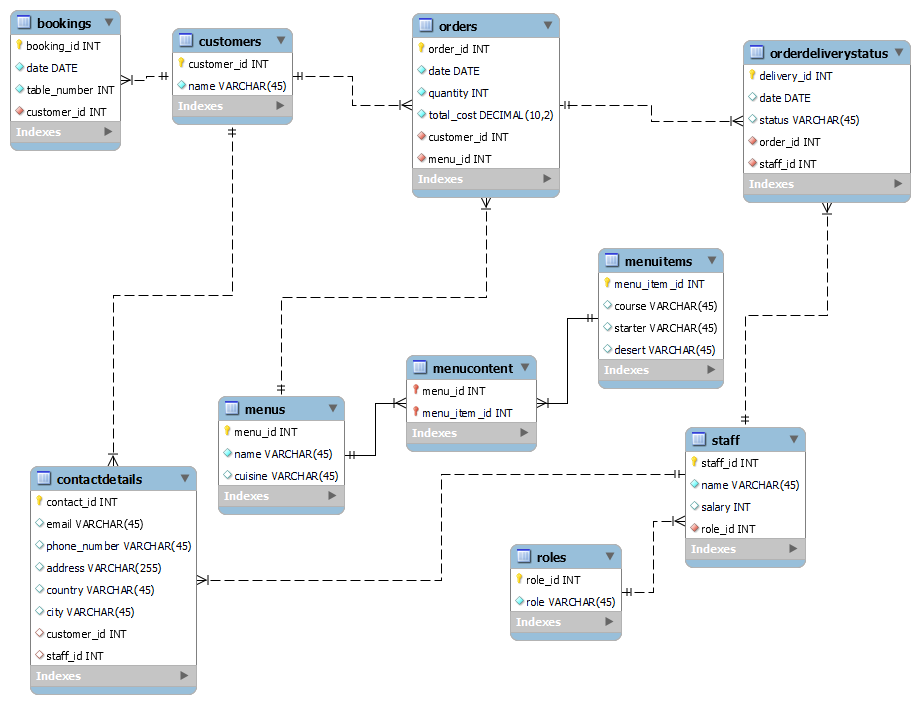 bookings
booking_id INT
date DATE
table_number INT
customer_id INT
Indexes
customers
customer_id INT
name VARCHAR(45)
Indexes
orders
order_id INT
date DATE
quantity INT
total_cost DECIMAL(10,2)
customer_id INT
menu_id INT
Indexes
orderdeliverystatus
delivery_id INT
date DATE
status VARCHAR(45)
order_id INT
staff_id INT
Indexes
menuitems
menu_item_id INT
course VARCHAR(45)
starter VARCHAR(45)
desert VARCHAR(45)
Indexes
menucontent
menu_id INT
menu_item_id INT
Indexes
menus
menu_id INT
name VARCHAR(45)
cuisine VARCHAR(45)
Indexes
staff
staff_id INT
name VARCHAR(45)
salary INT
role_id INT
Indexes
contactdetails
contact_id INT
email VARCHAR(45)
phone_number VARCHAR(45)
address VARCHAR(255)
country VARCHAR(45)
city VARCHAR(45)
customer_id INT
staff_id INT
Indexes
roles
role_id INT
role VARCHAR(45)
Indexes